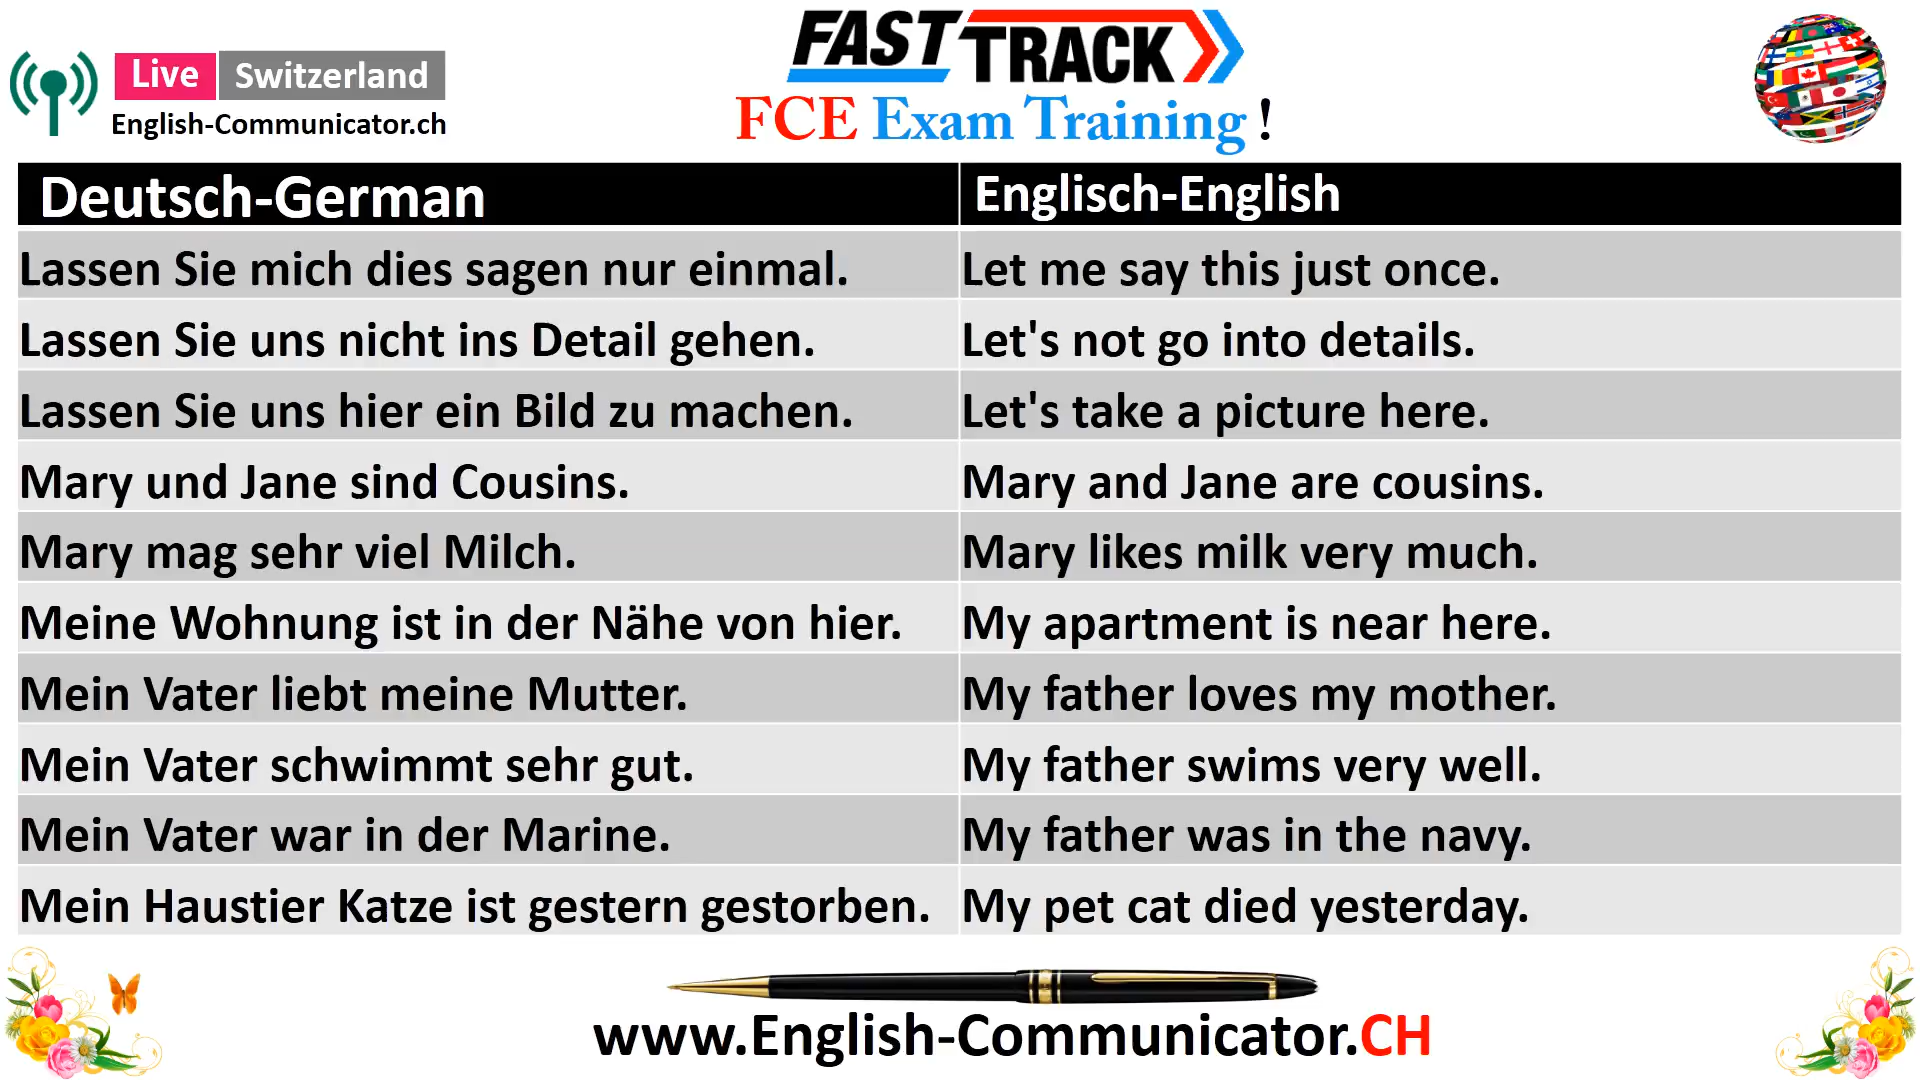 Live Switzerland
English-Communicator.ch
FAST TRACK
FCE Exam Training !
Deutsch-German Englisch-English
Lassen Sie mich dies sagen nur einmal. Let me say this just once.
Lassen Sie uns nicht ins Detail gehen. Let's not go into details.
Lassen Sie uns hier ein Bild zu machen. Let's take a picture here.
Mary und Jane sind Cousins. Mary and Jane are cousins.
Mary mag sehr viel Milch. Mary likes milk very much.
Meine Wohnung ist in der Nähe von hier. My apartment is near here.
Mein Vater liebt meine Mutter. My father loves my mother.
Mein Vater schwimmt sehr gut. My father swims very well.
Mein Vater war in der Marine. My father was in the navy.
Mein Haustier Katze ist gestern gestorben. My pet cat died yesterday.
www.English-Communicator.CH